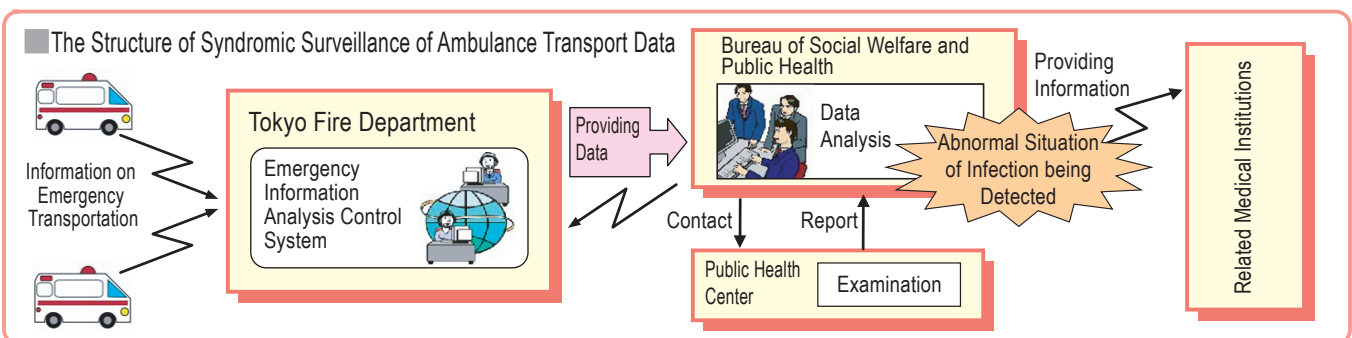 The Structure of Syndromic Surveillance of Ambulance Transport Data
Information on
Emergency
Transportation
Tokyo Fire Department
Emergency
Information
Analysis Control
System
Providing
Data
Bureau of Social Welfare and
Public Health
Data
Analysis
Abnormal Situation
of Infection being
Detected
Contact
Report
Public Health
Center
Examination
Providing
Information
Related Medical Institutions